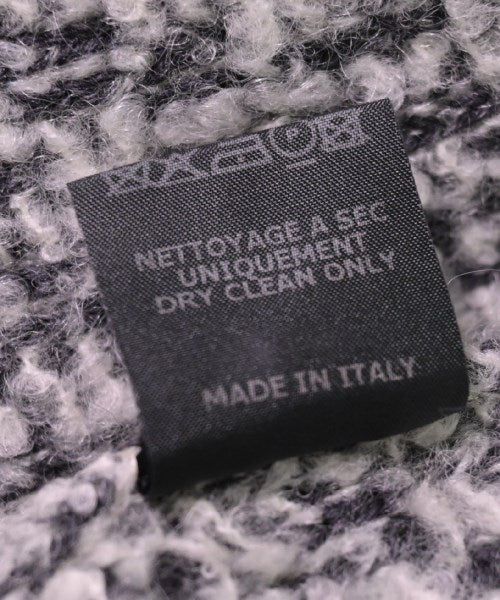 NETTOYAGE A SEC
UNIQUEMENT
DRY CLEAN ONLY
MADE IN ITALY